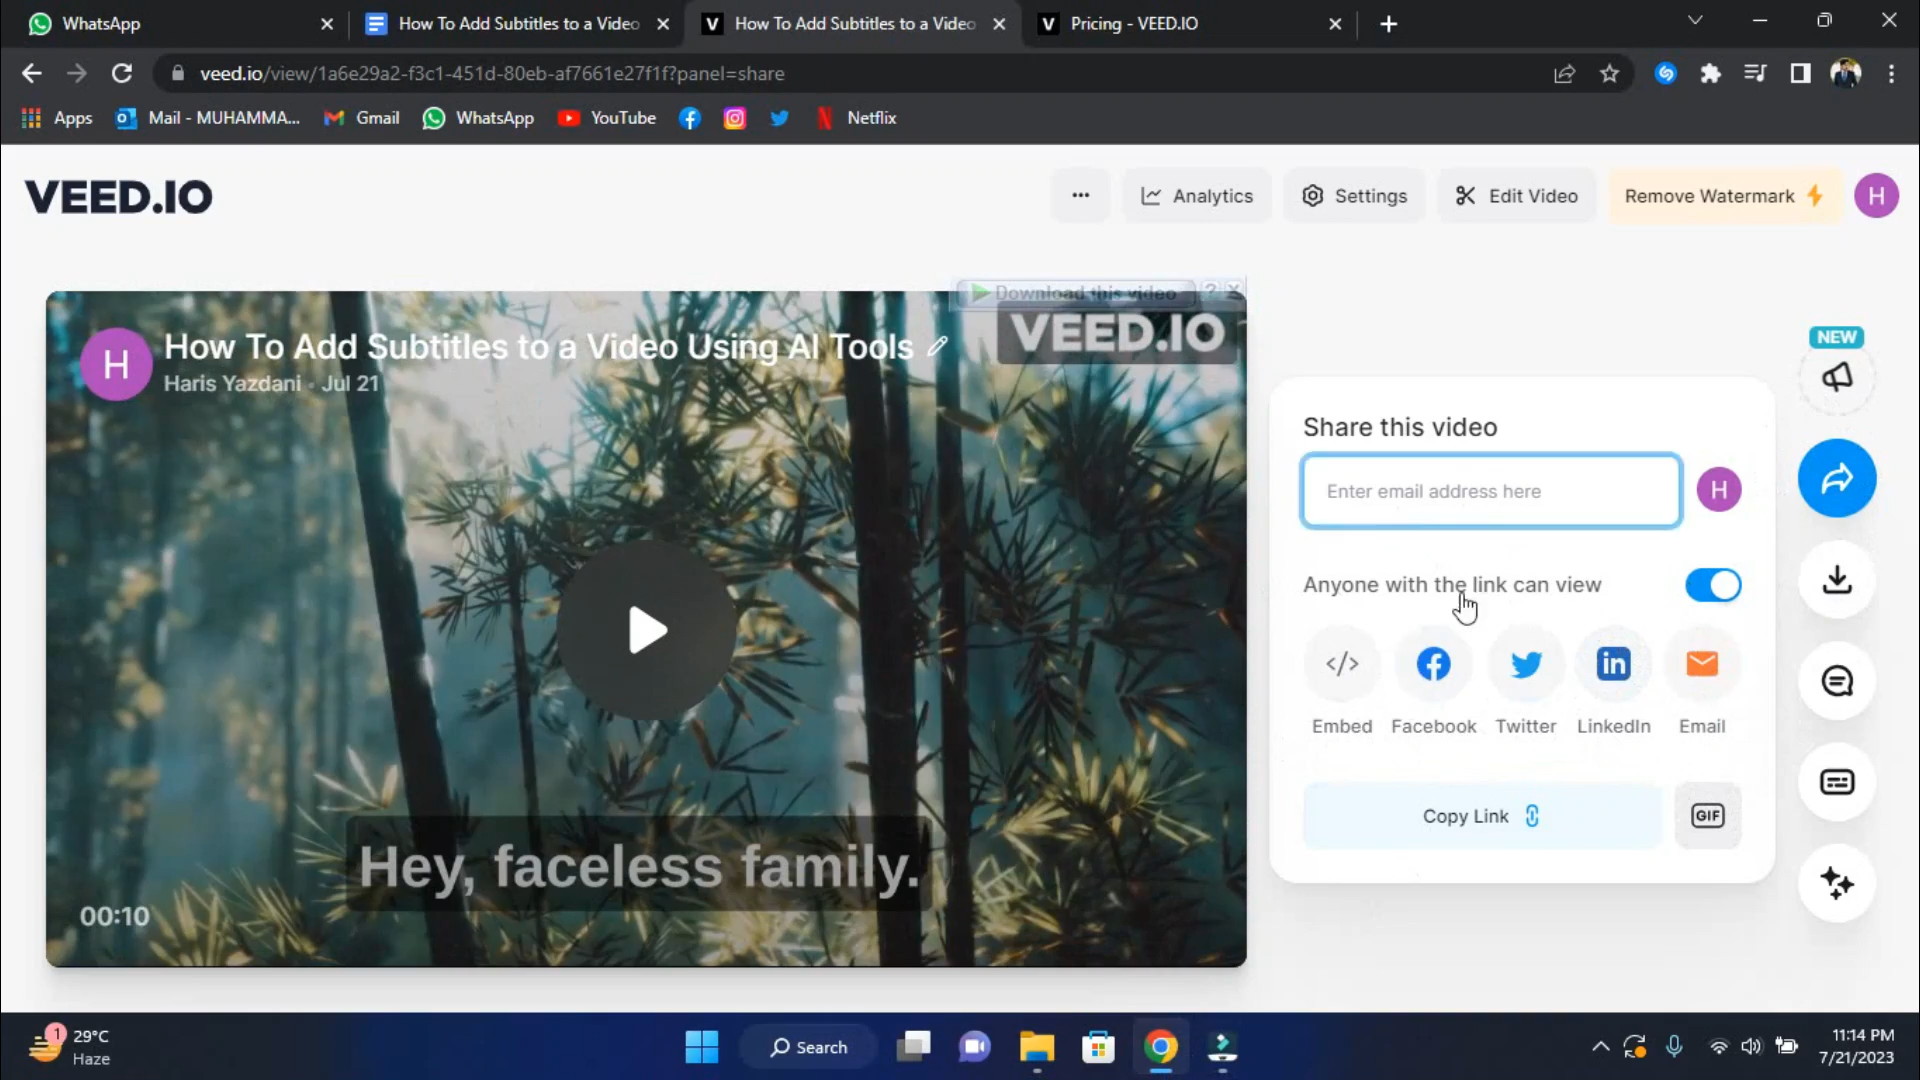 WhatsApp
How To Add Subtitles to a Video
How To Add Subtitles to a Video
Pricing - VEED.IO
veed.io/view/1a6e29a2-f3c1-451d-80eb-af7661e27f1f?panel=share
Apps
Mail - MUHAMMA...
Gmail
WhatsApp
YouTube
Netflix
VEED.IO
Analytics
Settings
Edit Video
Remove Watermark
H
Download this video
VEED.IO
H
How To Add Subtitles to a Video Using AI Tools
Haris Yazdani • Jul 21
NEW
Share this video
Enter email address here
H
Anyone with the link can view
Embed
Facebook
Twitter
LinkedIn
Email
Copy Link
GIF
Hey, faceless family.
00:10
1
29°C
Haze
Search
11:14 PM
7/21/2023